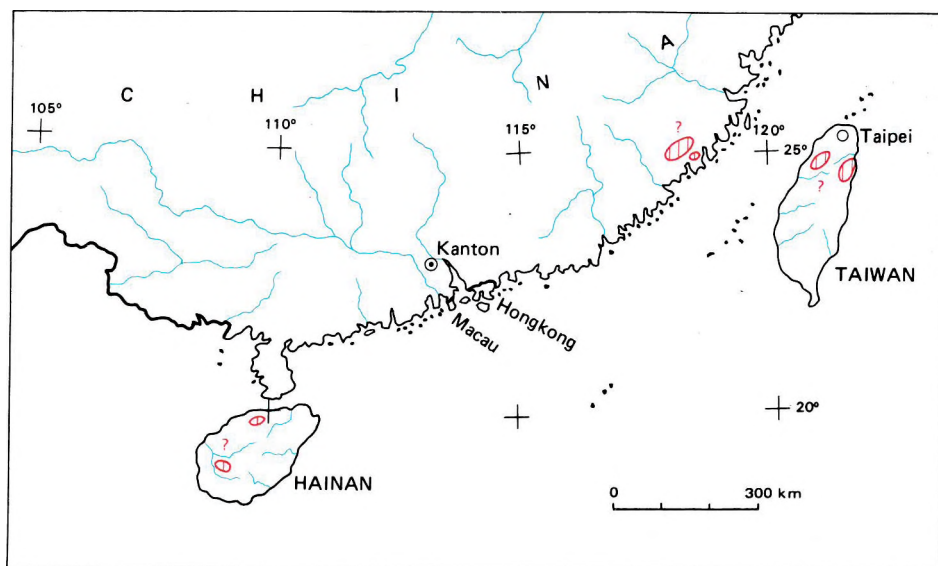 C H I N A
105°
110°
115°
120°
25°
?
Taipei
?
Kanton
TAIWAN
Hongkong
Macau
20°
?
HAINAN
0 300 km